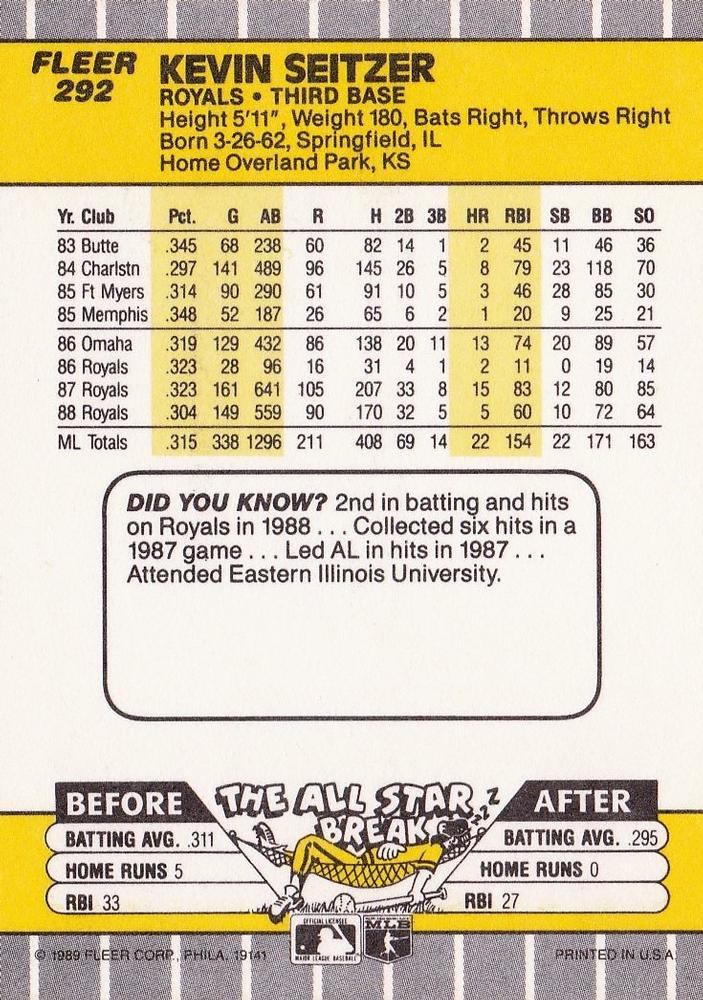 FLEER
292
KEVIN SEITZER
ROYALS • THIRD BASE
Height 5'11", Weight 180, Bats Right, Throws Right
Born 3-26-62, Springfield, IL
Home Overland Park, KS
Yr. Club Pct. G AB R H 2B 3B HR RBI SB BB SO
83 Butte .345 68 238 60 82 14 1 2 45 11 46 36
84 Charlstn .297 141 489 96 145 26 5 8 79 23 118 70
85 Ft Myers .314 90 290 61 91 10 5 3 46 28 85 30
85 Memphis .348 52 187 26 65 6 2 1 20 9 25 21
86 Omaha .319 129 432 86 138 20 11 13 74 20 89 57
86 Royals .323 28 96 16 31 4 1 2 11 0 19 14
87 Royals .323 161 641 105 207 33 8 15 83 12 80 85
88 Royals .304 149 559 90 170 32 5 5 60 10 72 64
ML Totals .315 338 1296 211 408 69 14 22 154 22 171 163
DID YOU KNOW? 2nd in batting and hits
on Royals in 1988 . . . Collected six hits in a
1987 game . . . Led AL in hits in 1987 . . .
Attended Eastern Illinois University.
BEFORE THE ALL STAR BREAK AFTER
zzZZ
BATTING AVG. .311 BATTING AVG. .295
HOME RUNS 5 HOME RUNS 0
RBI 33 RBI 27
OFFICIAL LICENSEE
MAJOR LEAGUE BASEBALL
MLB
© 1989 FLEER CORP., PHILA. 19141 PRINTED IN U.S.A.